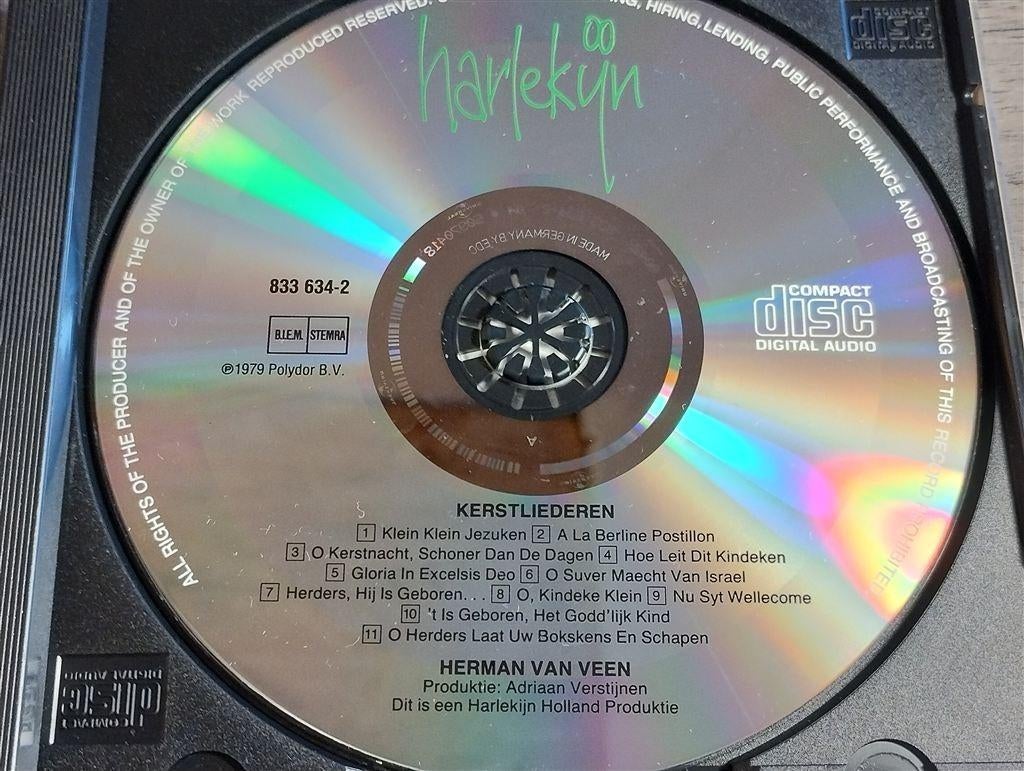 ALL RIGHTS OF THE PRODUCER AND OF THE OWNER OF THE WORK REPRODUCED RESERVED. HIRING, LENDING, PUBLIC PERFORMANCE AND BROADCASTING OF THIS RECORD PROHIBITED
harlekijn
COMPACT
disc
DIGITAL AUDIO
MADE IN GERMANY BY EDC
833 634-2
B.I.E.M. STEMRA
℗1979 Polydor B.V.
COMPACT
disc
DIGITAL AUDIO
A
KERSTLIEDEREN
1 Klein Klein Jezuken 2 A La Berline Postillon
3 O Kerstnacht, Schoner Dan De Dagen 4 Hoe Leit Dit Kindeken
5 Gloria In Excelsis Deo 6 O Suver Maecht Van Israel
7 Herders, Hij Is Geboren... 8 O, Kindeke Klein 9 Nu Syt Wellecome
10 't Is Geboren, Het Godd'lijk Kind
11 O Herders Laat Uw Bokskens En Schapen
HERMAN VAN VEEN
Produktie: Adriaan Verstijnen
Dit is een Harlekijn Holland Produktie
COMPACT
disc
DIGITAL AUDIO